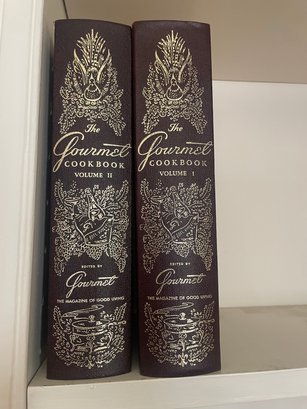 The
Gourmet
COOKBOOK
VOLUME II
EDITED BY
Gourmet
THE MAGAZINE OF GOOD LIVING
The
Gourmet
COOKBOOK
VOLUME I
EDITED BY
Gourmet
THE MAGAZINE OF GOOD LIVING